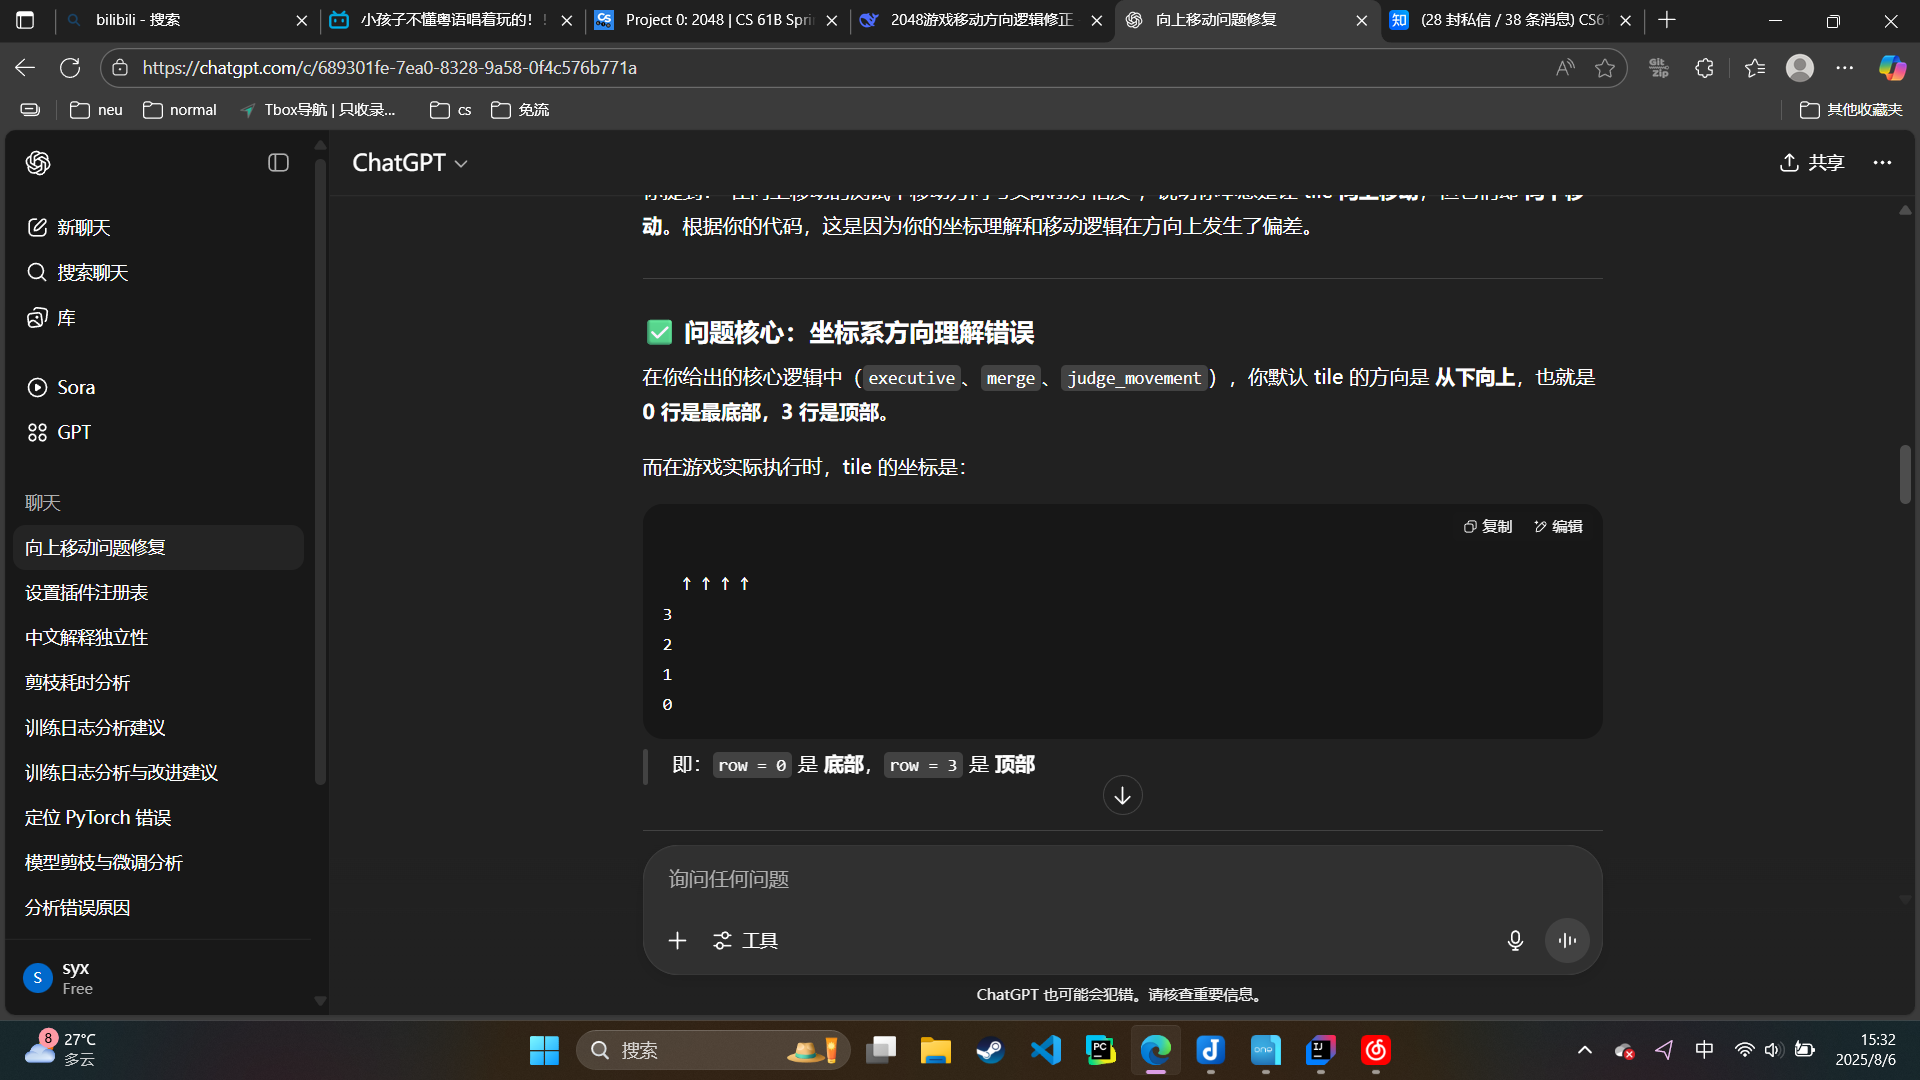 bilibili - 搜索
小孩子不懂粤语唱着玩的！！
Project 0: 2048 | CS 61B Spri
2048游戏移动方向逻辑修正
向上移动问题修复
(28 封私信 / 38 条消息) CS6
https://chatgpt.com/c/689301fe-7ea0-8328-9a58-0f4c576b771a
neu
normal
Tbox导航 | 只收录...
cs
免流
其他收藏夹
ChatGPT
共享
新聊天
搜索聊天
库
Sora
GPT
聊天
向上移动问题修复
设置插件注册表
中文解释独立性
剪枝耗时分析
训练日志分析建议
训练日志分析与改进建议
定位 PyTorch 错误
模型剪枝与微调分析
分析错误原因
S
syx
Free
动。根据你的代码，这是因为你的坐标理解和移动逻辑在方向上发生了偏差。
✅ 问题核心：坐标系方向理解错误
在你给出的核心逻辑中（executive、merge、judge_movement），你默认 tile 的方向是 从下向上，也就是
0 行是最底部，3 行是顶部。
而在游戏实际执行时，tile 的坐标是：
复制 编辑
↑ ↑ ↑ ↑
3
2
1
0
即：row = 0 是 底部，row = 3 是 顶部
询问任何问题
工具
ChatGPT 也可能会犯错。请核查重要信息。
8
27°C
多云
搜索
中
15:32
2025/8/6